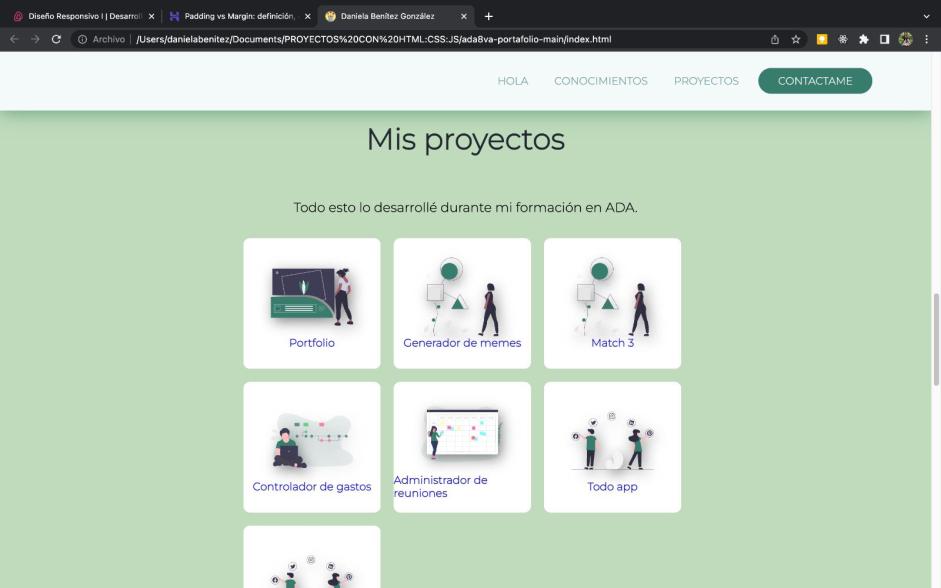 Diseño Responsivo I | Desarroll
Padding vs Margin: definición,
Daniela Benítez González
Archivo
/Users/danielabenitez/Documents/PROYECTOS%20CON%20HTML:CSS:JS/ada8va-portafolio-main/index.html
HOLA
CONOCIMIENTOS
PROYECTOS
CONTACTAME
Mis proyectos
Todo esto lo desarrollé durante mi formación en ADA.
Portfolio
Generador de memes
Match 3
Controlador de gastos
Administrador de
reuniones
Todo app